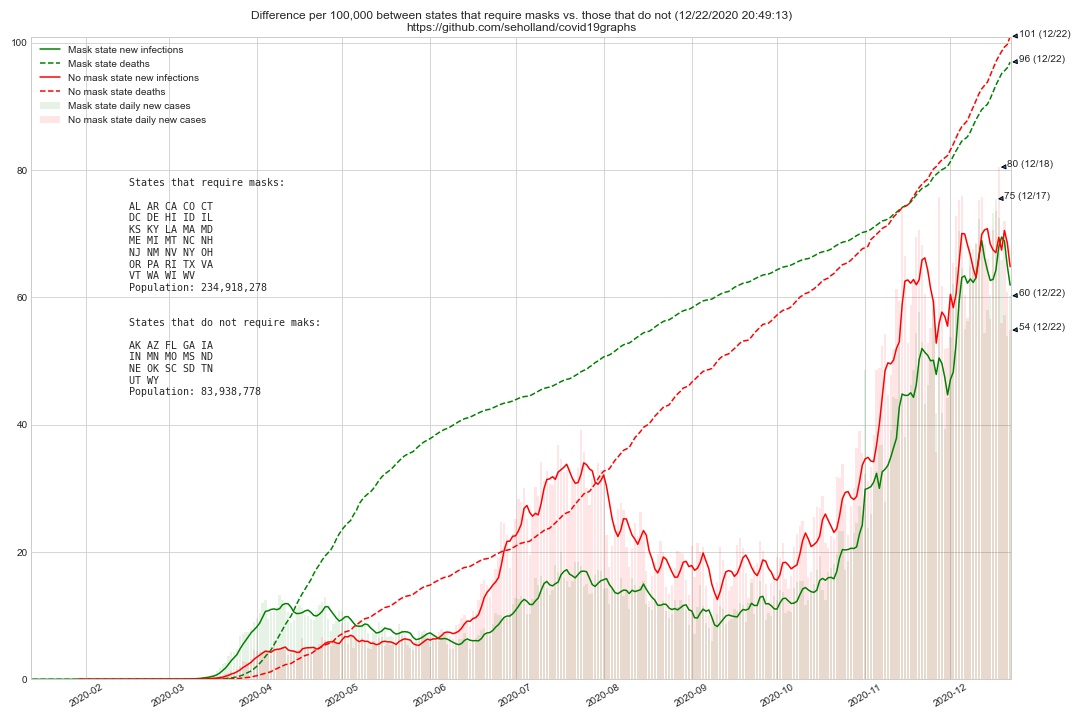 Difference per 100,000 between states that require masks vs. those that do not (12/22/2020 20:49:13)
https://github.com/seholland/covid19graphs
Mask state new infections
Mask state deaths
No mask state new infections
No mask state deaths
Mask state daily new cases
No mask state daily new cases
States that require masks:
AL AR CA CO CT
DC DE HI ID IL
KS KY LA MA MD
ME MI MT NC NH
NJ NM NV NY OH
OR PA RI TX VA
VT WA WI WV
Population: 234,918,278
States that do not require maks:
AK AZ FL GA IA
IN MN MO MS ND
NE OK SC SD TN
UT WY
Population: 83,938,778
101 (12/22)
96 (12/22)
80 (12/18)
75 (12/17)
60 (12/22)
54 (12/22)
100
80
60
40
20
0
2020-02
2020-03
2020-04
2020-05
2020-06
2020-07
2020-08
2020-09
2020-10
2020-11
2020-12